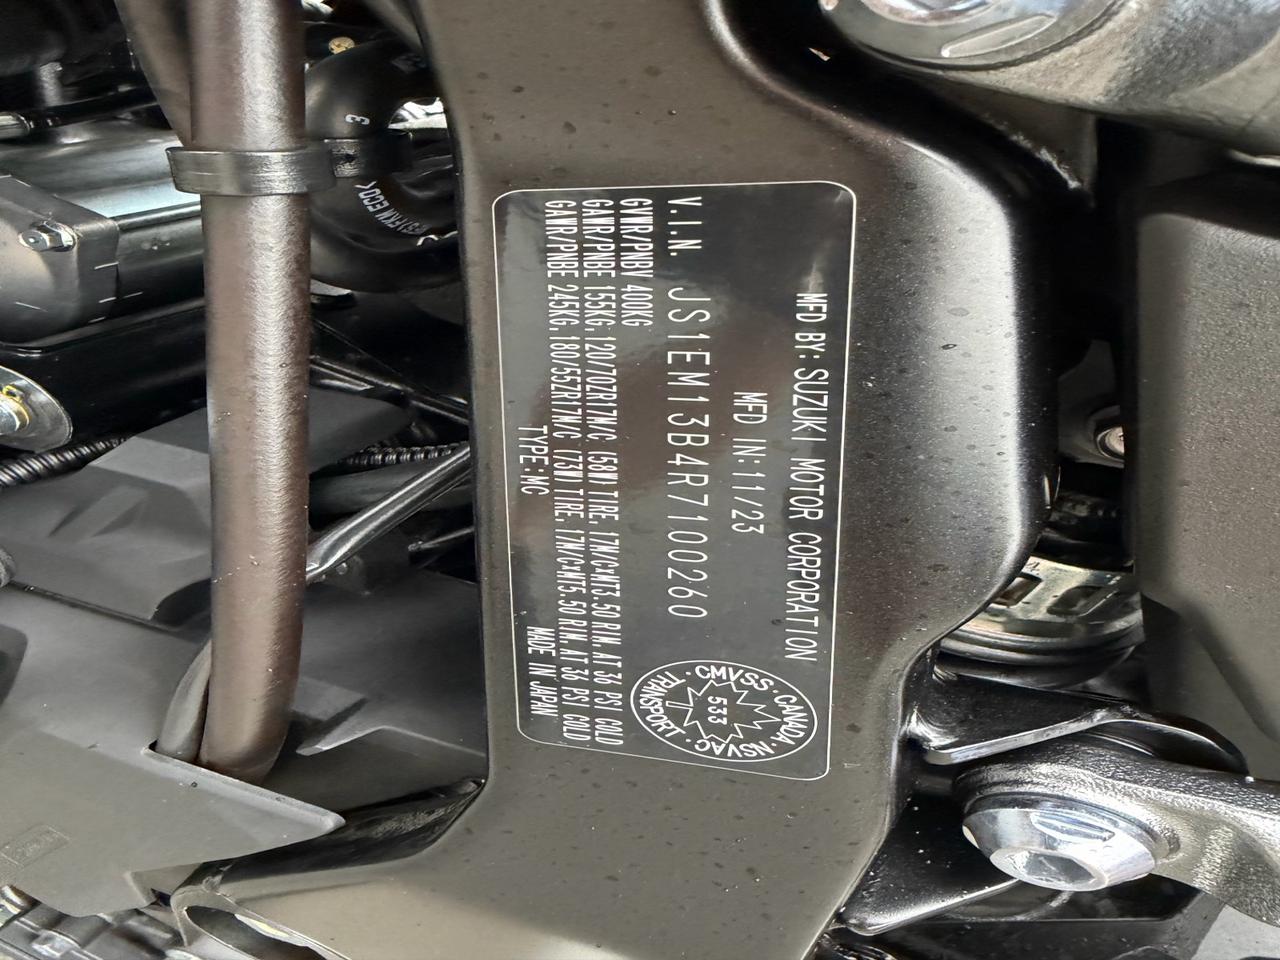 MFD BY: SUZUKI MOTOR CORPORATION
MFD IN:11/23
V.I.N. JS1EM13B4R7100260
GVWR/PNBV 400KG
GAWR/PNBE 155KG,120/70ZR17M/C (58W) TIRE, 17M/CxMT3.50 RIM, AT 36 PSI COLD
GAWR/PNBE 245KG,180/55ZR17M/C (73W) TIRE, 17M/CxMT5.50 RIM, AT 36 PSI COLD
TYPE:MC
MADE IN JAPAN
CMVSS · CANADA · NSVAC · TRANSPORT ·
533
3